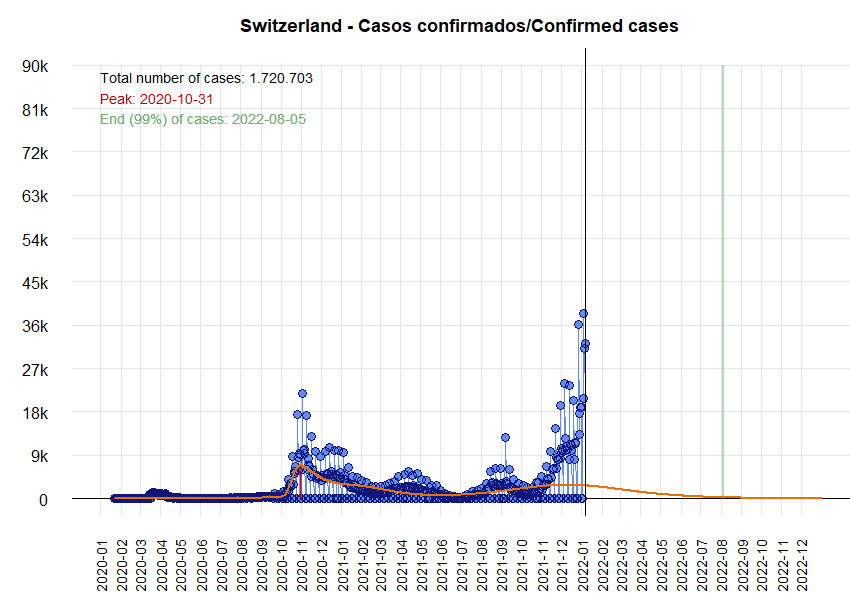 Switzerland - Casos confirmados/Confirmed cases
90k
Total number of cases: 1.720.703
Peak: 2020-10-31
81k
End (99%) of cases: 2022-08-05
72k
63k
54k
45k
36k
27k
18k
9k
0
2020-01
2020-02
2020-03
2020-04
2020-05
2020-06
2020-07
2020-08
2020-09
2020-10
2020-11
2020-12
2021-01
2021-02
2021-03
2021-04
2021-05
2021-06
2021-07
2021-08
2021-09
2021-10
2021-11
2021-12
2022-01
2022-02
2022-03
2022-04
2022-05
2022-06
2022-07
2022-08
2022-09
2022-10
2022-11
2022-12